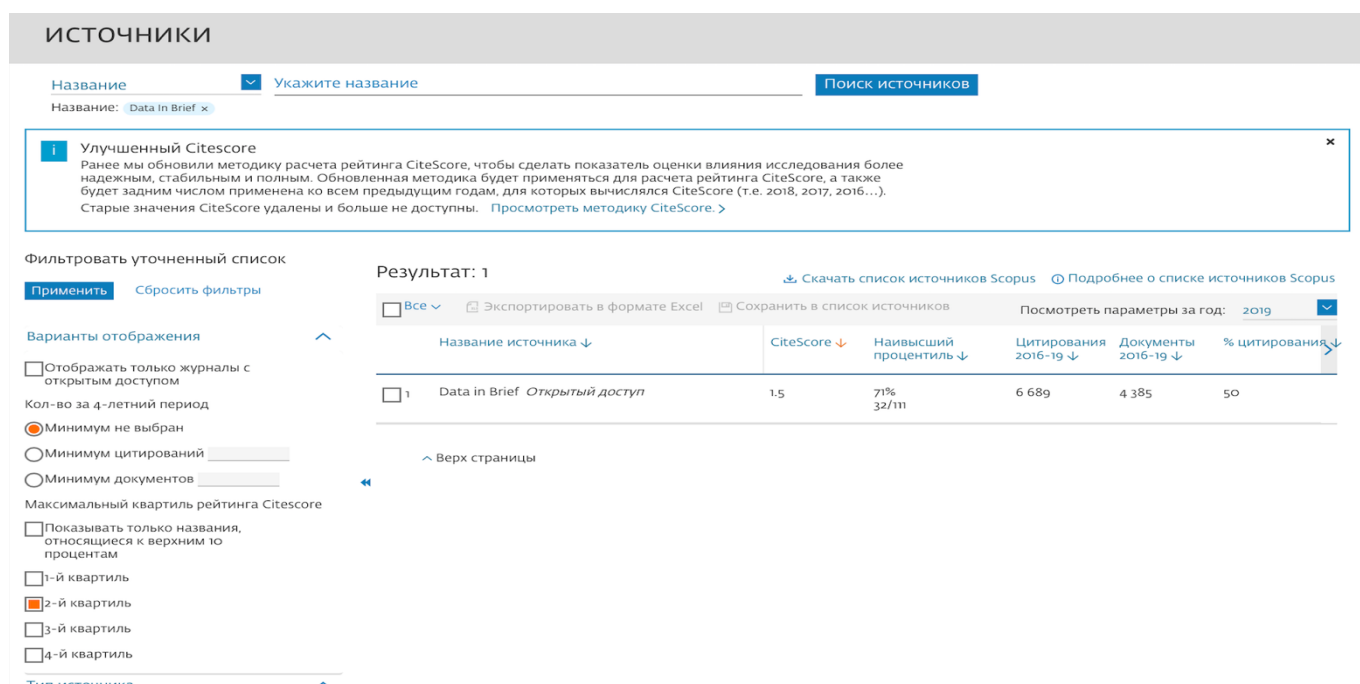 источники
Название
Укажите название
Поиск источников
Название: Data In Brief ×
i
Улучшенный Citescore
×
Ранее мы обновили методику расчета рейтинга CiteScore, чтобы сделать показатель оценки влияния исследования более
надежным, стабильным и полным. Обновленная методика будет применяться для расчета рейтинга CiteScore, а также
будет задним числом применена ко всем предыдущим годам, для которых вычислялся CiteScore (т.е. 2018, 2017, 2016...).
Старые значения CiteScore удалены и больше не доступны. Просмотреть методику CiteScore. >
Фильтровать уточненный список
Применить
Сбросить фильтры
Варианты отображения
Отображать только журналы с
открытым доступом
Кол-во за 4-летний период
Минимум не выбран
Минимум цитирований
Минимум документов
Максимальный квартиль рейтинга Citescore
Показывать только названия,
относящиеся к верхним 10
процентам
1-й квартиль
2-й квартиль
3-й квартиль
4-й квартиль
Тип источника
Результат: 1
Скачать список источников Scopus
Подробнее о списке источников Scopus
Все
Экспортировать в формате Excel
Сохранить в список источников
Посмотреть параметры за год: 2019
Название источника ↓
CiteScore ↓
Наивысший
процентиль ↓
Цитирования
2016-19 ↓
Документы
2016-19 ↓
% цитирования ↓
1
Data in Brief Открытый доступ
1.5
71%
32/111
6 689
4 385
50
Верх страницы